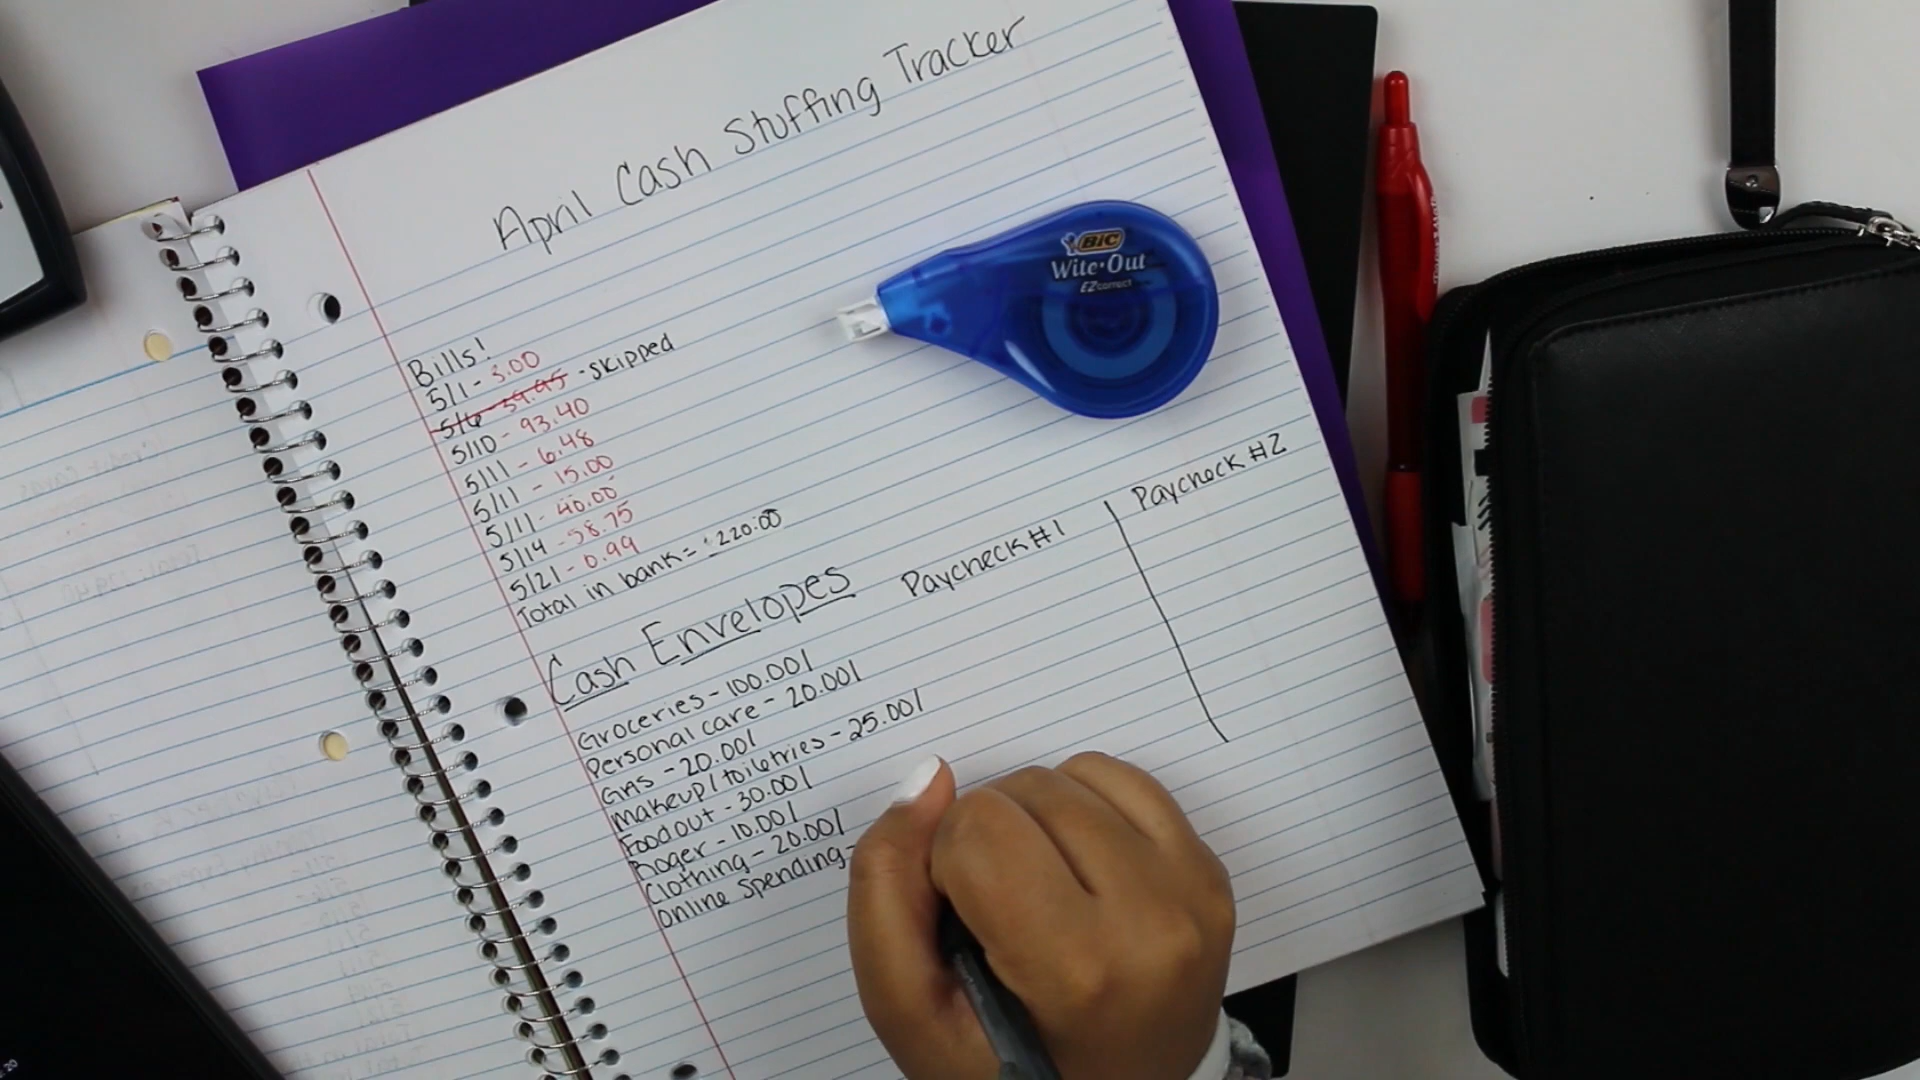 April Cash Stuffing Tracker
BIC
Wite·Out
EZcorrect
Bills!
5/1 - 3.00
5/6 - 39.95 - skipped
5/10 - 93.40
5/11 - 6.48
5/11 - 15.00
5/11 - 40.00
5/14 - 58.75
5/21 - 0.99
Total in bank = 220.00
Cash Envelopes
Paycheck #1
Paycheck #2
Groceries - 100.00/
Personal care - 20.00/
GAS - 20.00/
makeup/toiletries - 25.00/
Food out - 30.00/
Roger - 10.00/
Clothing - 20.00/
Online Spending -
20